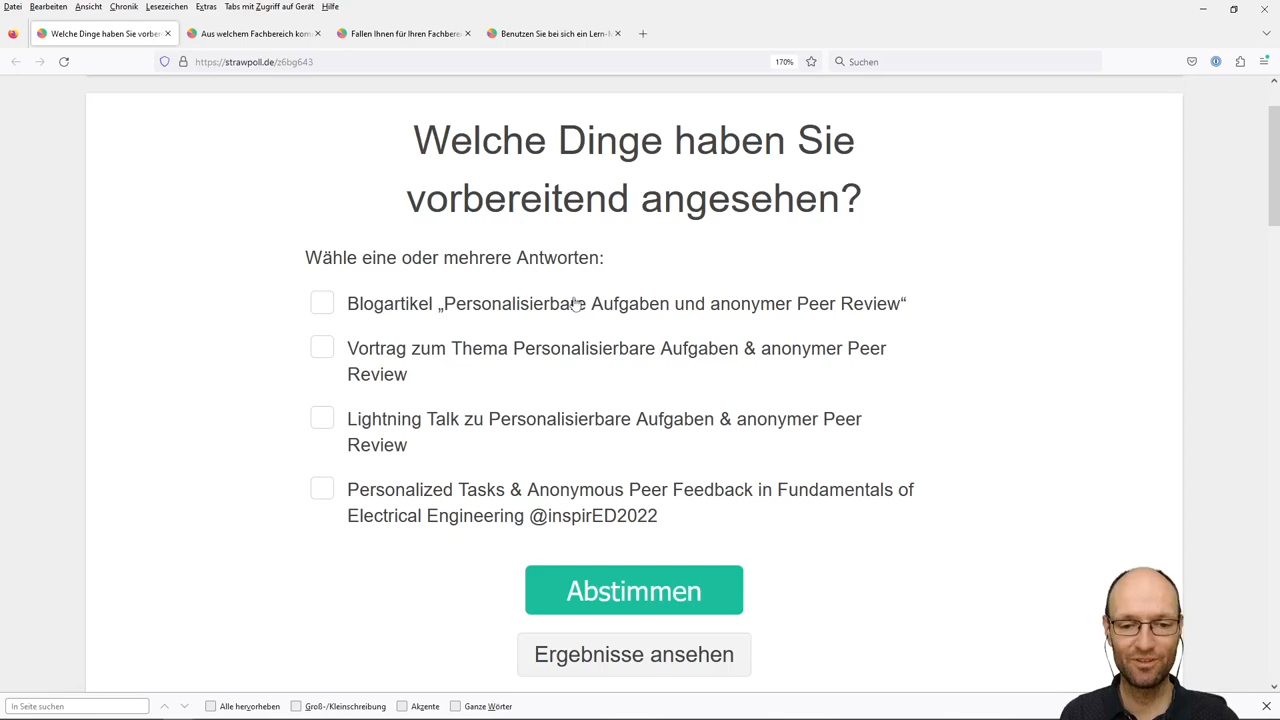 Datei Bearbeiten Ansicht Chronik Lesezeichen Extras Tabs mit Zugriff auf Gerät Hilfe
Welche Dinge haben Sie vorber
Aus welchem Fachbereich kom
Fallen Ihnen für Ihren Fachbere
Benutzen Sie bei sich ein Lern-M
https://strawpoll.de/z6bg643
170%
Suchen
Welche Dinge haben Sie
vorbereitend angesehen?
Wähle eine oder mehrere Antworten:
Blogartikel „Personalisierbare Aufgaben und anonymer Peer Review“
Vortrag zum Thema Personalisierbare Aufgaben & anonymer Peer
Review
Lightning Talk zu Personalisierbare Aufgaben & anonymer Peer
Review
Personalized Tasks & Anonymous Peer Feedback in Fundamentals of
Electrical Engineering @inspirED2022
Abstimmen
Ergebnisse ansehen
In Seite suchen
Alle hervorheben
Groß-/Kleinschreibung
Akzente
Ganze Wörter